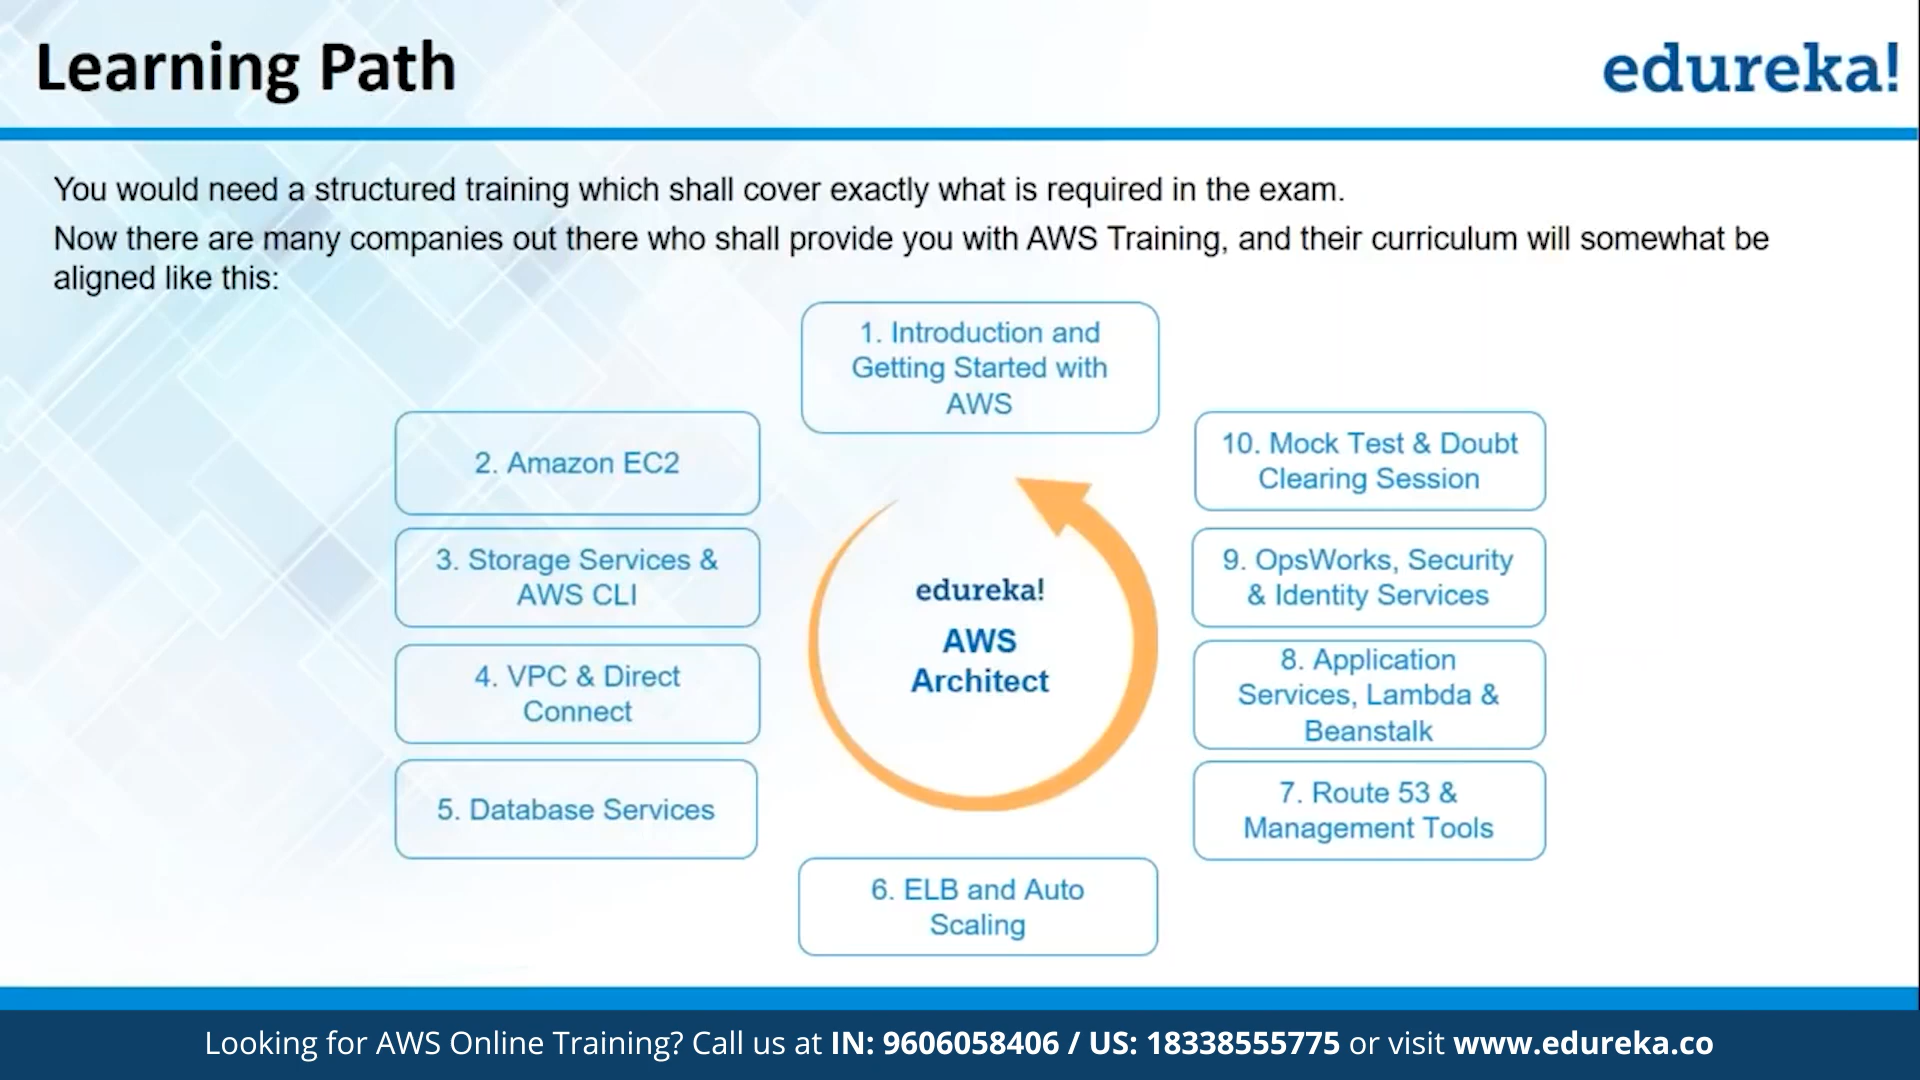 Learning Path
edureka!
You would need a structured training which shall cover exactly what is required in the exam.
Now there are many companies out there who shall provide you with AWS Training, and their curriculum will somewhat be
aligned like this:
1. Introduction and
Getting Started with
AWS
2. Amazon EC2
3. Storage Services &
AWS CLI
4. VPC & Direct
Connect
5. Database Services
6. ELB and Auto
Scaling
7. Route 53 &
Management Tools
8. Application
Services, Lambda &
Beanstalk
9. OpsWorks, Security
& Identity Services
10. Mock Test & Doubt
Clearing Session
edureka!
AWS
Architect
Looking for AWS Online Training? Call us at IN: 9606058406 / US: 18338555775 or visit www.edureka.co